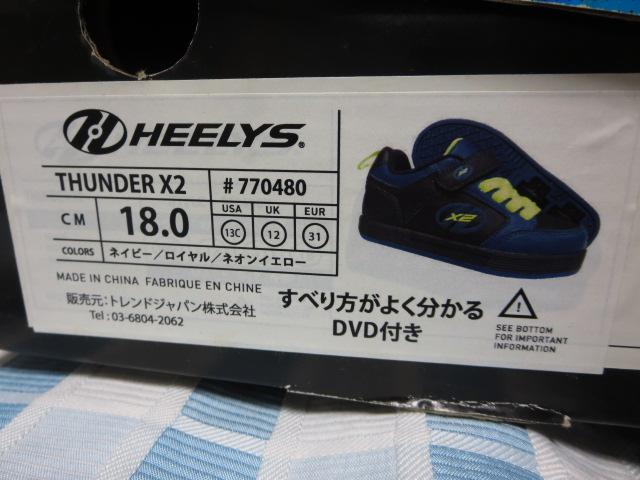 HEELYS®
THUNDER X2 # 770480
CM 18.0
USA UK EUR
13C 12 31
COLORS ネイビー／ロイヤル／ネオンイエロー
MADE IN CHINA FABRIQUE EN CHINE
販売元：トレンドジャパン株式会社
Tel : 03-6804-2062
すべり方がよく分かる
DVD付き
X2
!
SEE BOTTOM
FOR IMPORTANT
INFORMATION